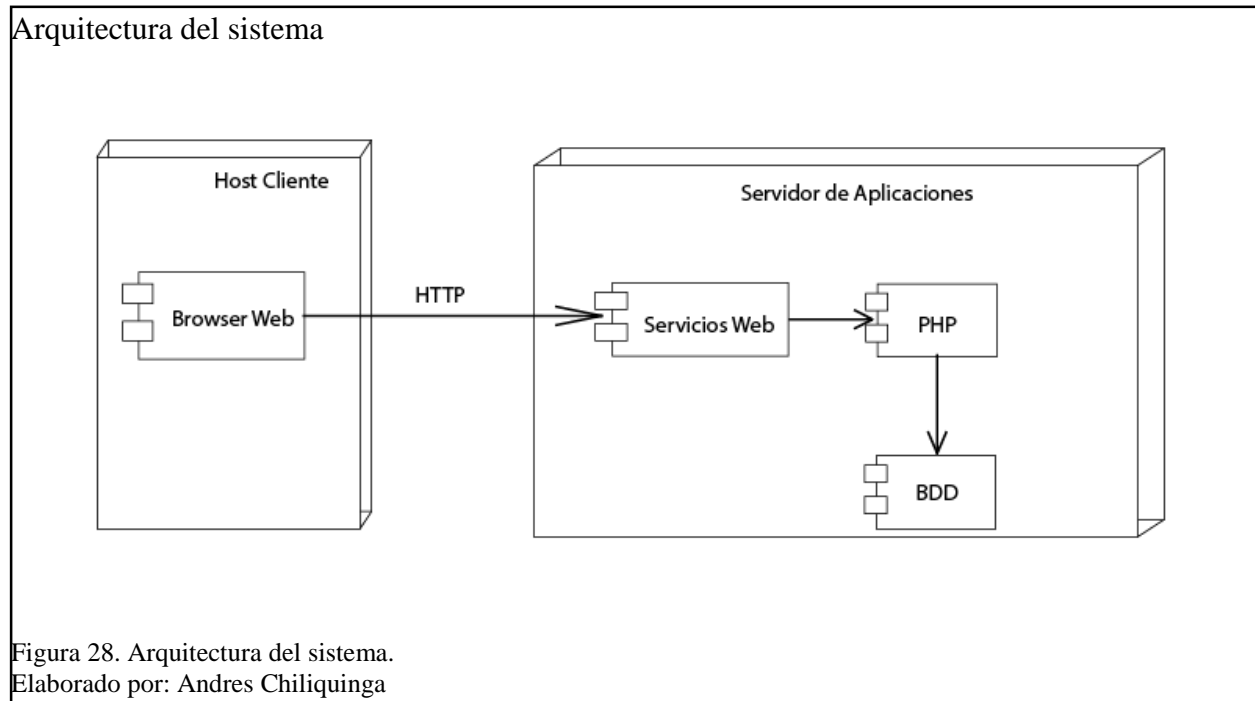 Arquitectura del sistema
Host Cliente
Servidor de Aplicaciones
Browser Web
HTTP
Servicios Web
PHP
BDD
Figura 28. Arquitectura del sistema.
Elaborado por: Andres Chiliquinga